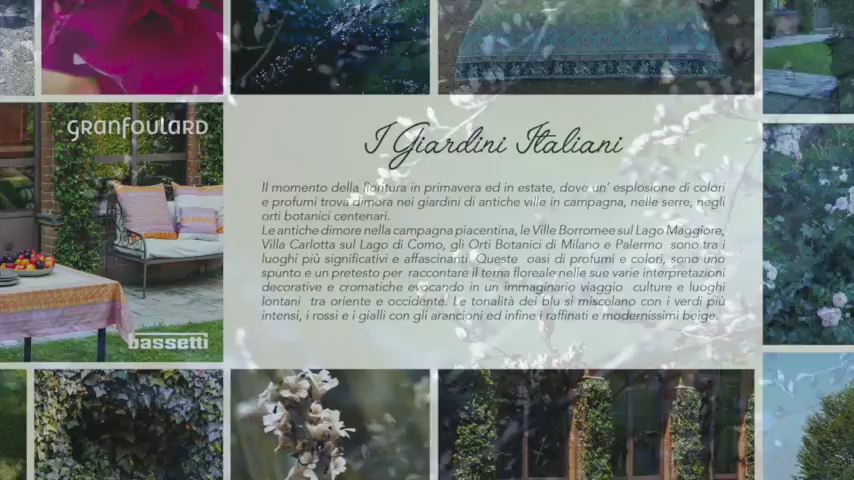 GRANFOULARD
I Giardini Italiani
Il momento della fioritura in primavera ed in estate, dove un' esplosione di colori
e profumi trova dimora nei giardini di antiche ville in campagna, nelle serre, negli
orti botanici centenari.
Le antiche dimore nella campagna piacentina, le Ville Borromee sul Lago Maggiore,
Villa Carlotta sul Lago di Como, gli Orti Botanici di Milano e Palermo sono tra i
luoghi più significativi e affascinanti. Queste oasi di profumi e colori, sono uno
spunto e un pretesto per raccontare il tema floreale nelle sue varie interpretazioni
decorative e cromatiche evocando in un immaginario viaggio culture e luoghi
lontani tra oriente e occidente. Le tonalità dei blu si miscelano con i verdi più
intensi, i rossi e i gialli con gli arancioni ed infine i raffinati e modernissimi beige.
bassetti